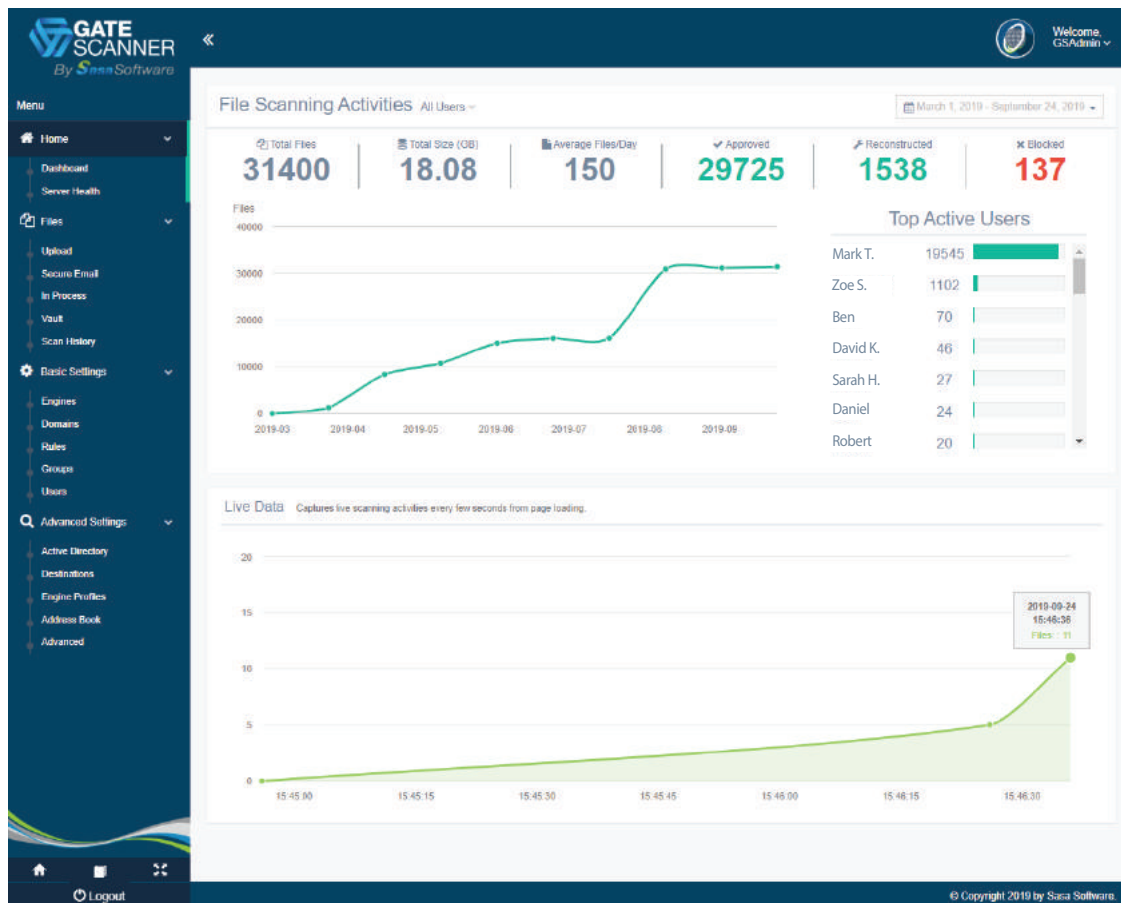 GATE
SCANNER
By SasaSoftware
Welcome,
GSAdmin
Menu
Home
Dashboard
Server Health
Files
Upload
Secure Email
In Process
Vault
Scan History
Basic Settings
Engines
Domains
Rules
Groups
Users
Advanced Settings
Active Directory
Destinations
Engine Profiles
Address Book
Advanced
Logout
File Scanning Activities All Users
March 1, 2019 - September 24, 2019
Total Files
31400
Total Size (GB)
18.08
Average Files/Day
150
Approved
29725
Reconstructed
1538
Blocked
137
Files
40000
30000
20000
10000
0
2019-03 2019-04 2019-05 2019-06 2019-07 2019-08 2019-09
Top Active Users
Mark T. 19545
Zoe S. 1102
Ben 70
David K. 46
Sarah H. 27
Daniel 24
Robert 20
Live Data Captures live scanning activities every few seconds from page loading.
20
15
10
5
0
2019-09-24
15:46:36
Files : 11
15:45:00 15:45:15 15:45:30 15:45:45 15:46:00 15:46:15 15:46:30
© Copyright 2019 by Sasa Software.